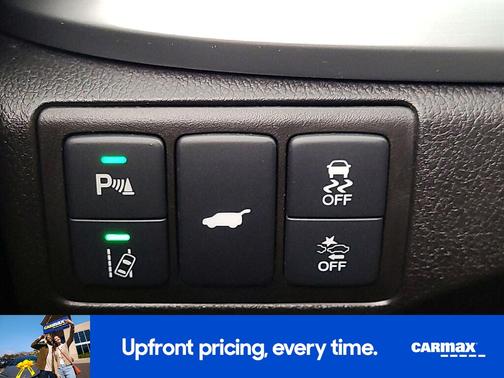 P
OFF
OFF
Upfront pricing, every time.
CARMAX